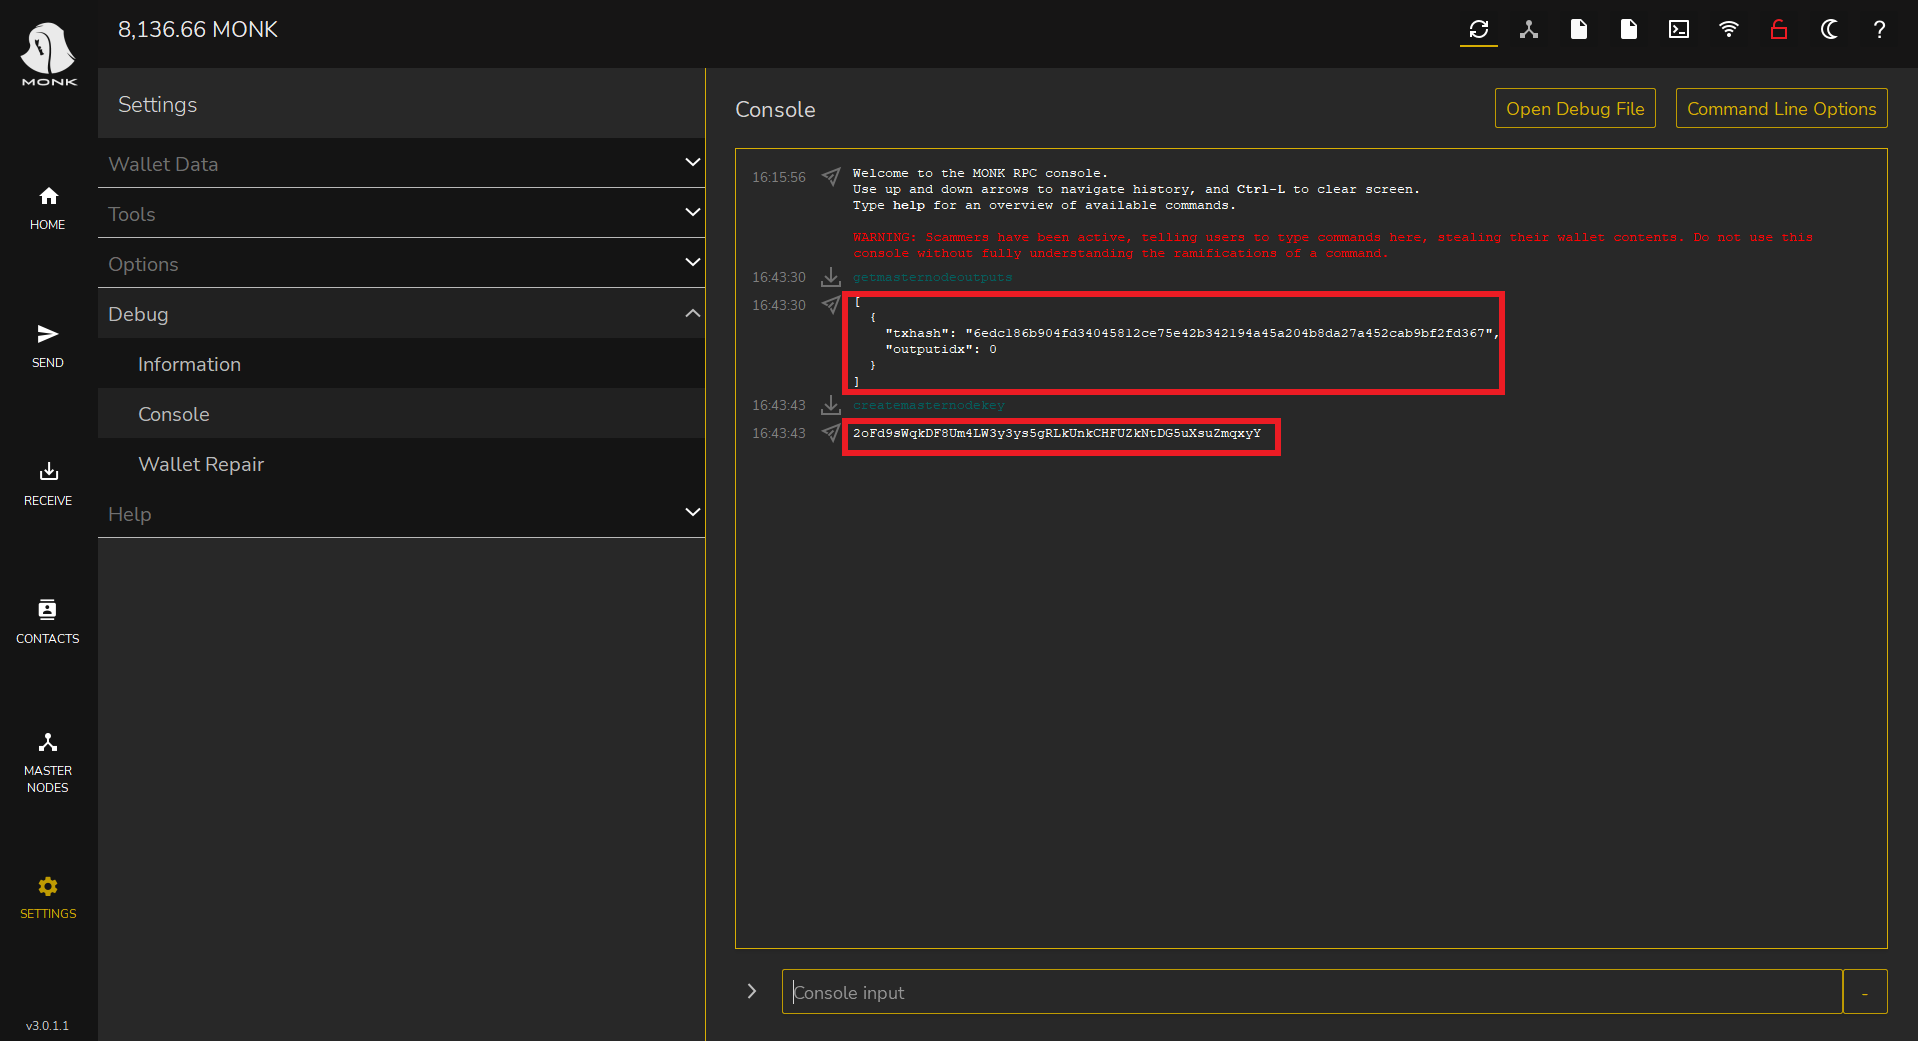 MONK
8,136.66 MONK
HOME
SEND
RECEIVE
CONTACTS
MASTER
NODES
SETTINGS
v3.0.1.1
Settings
Wallet Data
Tools
Options
Debug
Information
Console
Wallet Repair
Help
Console
Open Debug File
Command Line Options
16:15:56 Welcome to the MONK RPC console.
Use up and down arrows to navigate history, and Ctrl-L to clear screen.
Type help for an overview of available commands.
WARNING: Scammers have been active, telling users to type commands here, stealing their wallet contents. Do not use this
console without fully understanding the ramifications of a command.
16:43:30 getmasternodeoutputs
16:43:30 [
{
"txhash": "6edc186b904fd34045812ce75e42b342194a45a204b8da27a452cab9bf2fd367",
"outputidx": 0
}
]
16:43:43 createmasternodekey
16:43:43 2oFd9sWqkDF8Um4LW3y3ys5gRLkUnkCHFUZkNtDG5uXsuZmqxyY
Console input
-